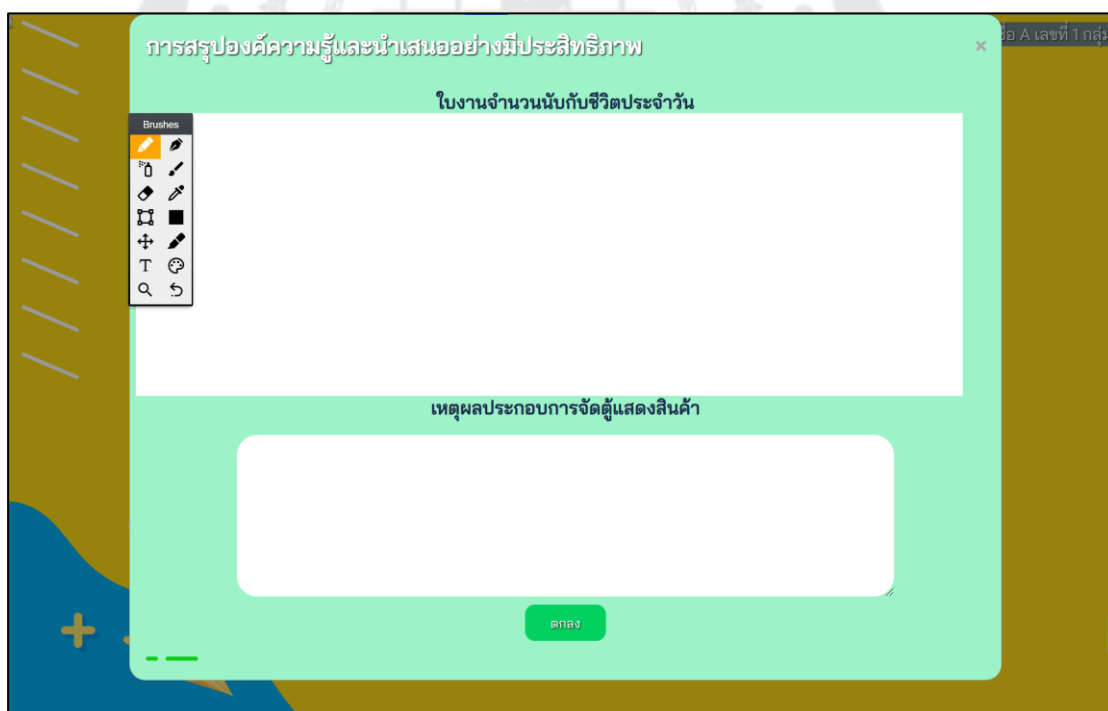 การสรุปองค์ความรู้และนำเสนออย่างมีประสิทธิภาพ
×
A เลขที่ 1
ใบงานจำนวนนับกับชีวิตประจำวัน
Brushes
T
เหตุผลประกอบการจัดตู้แสดงสินค้า
ตกลง